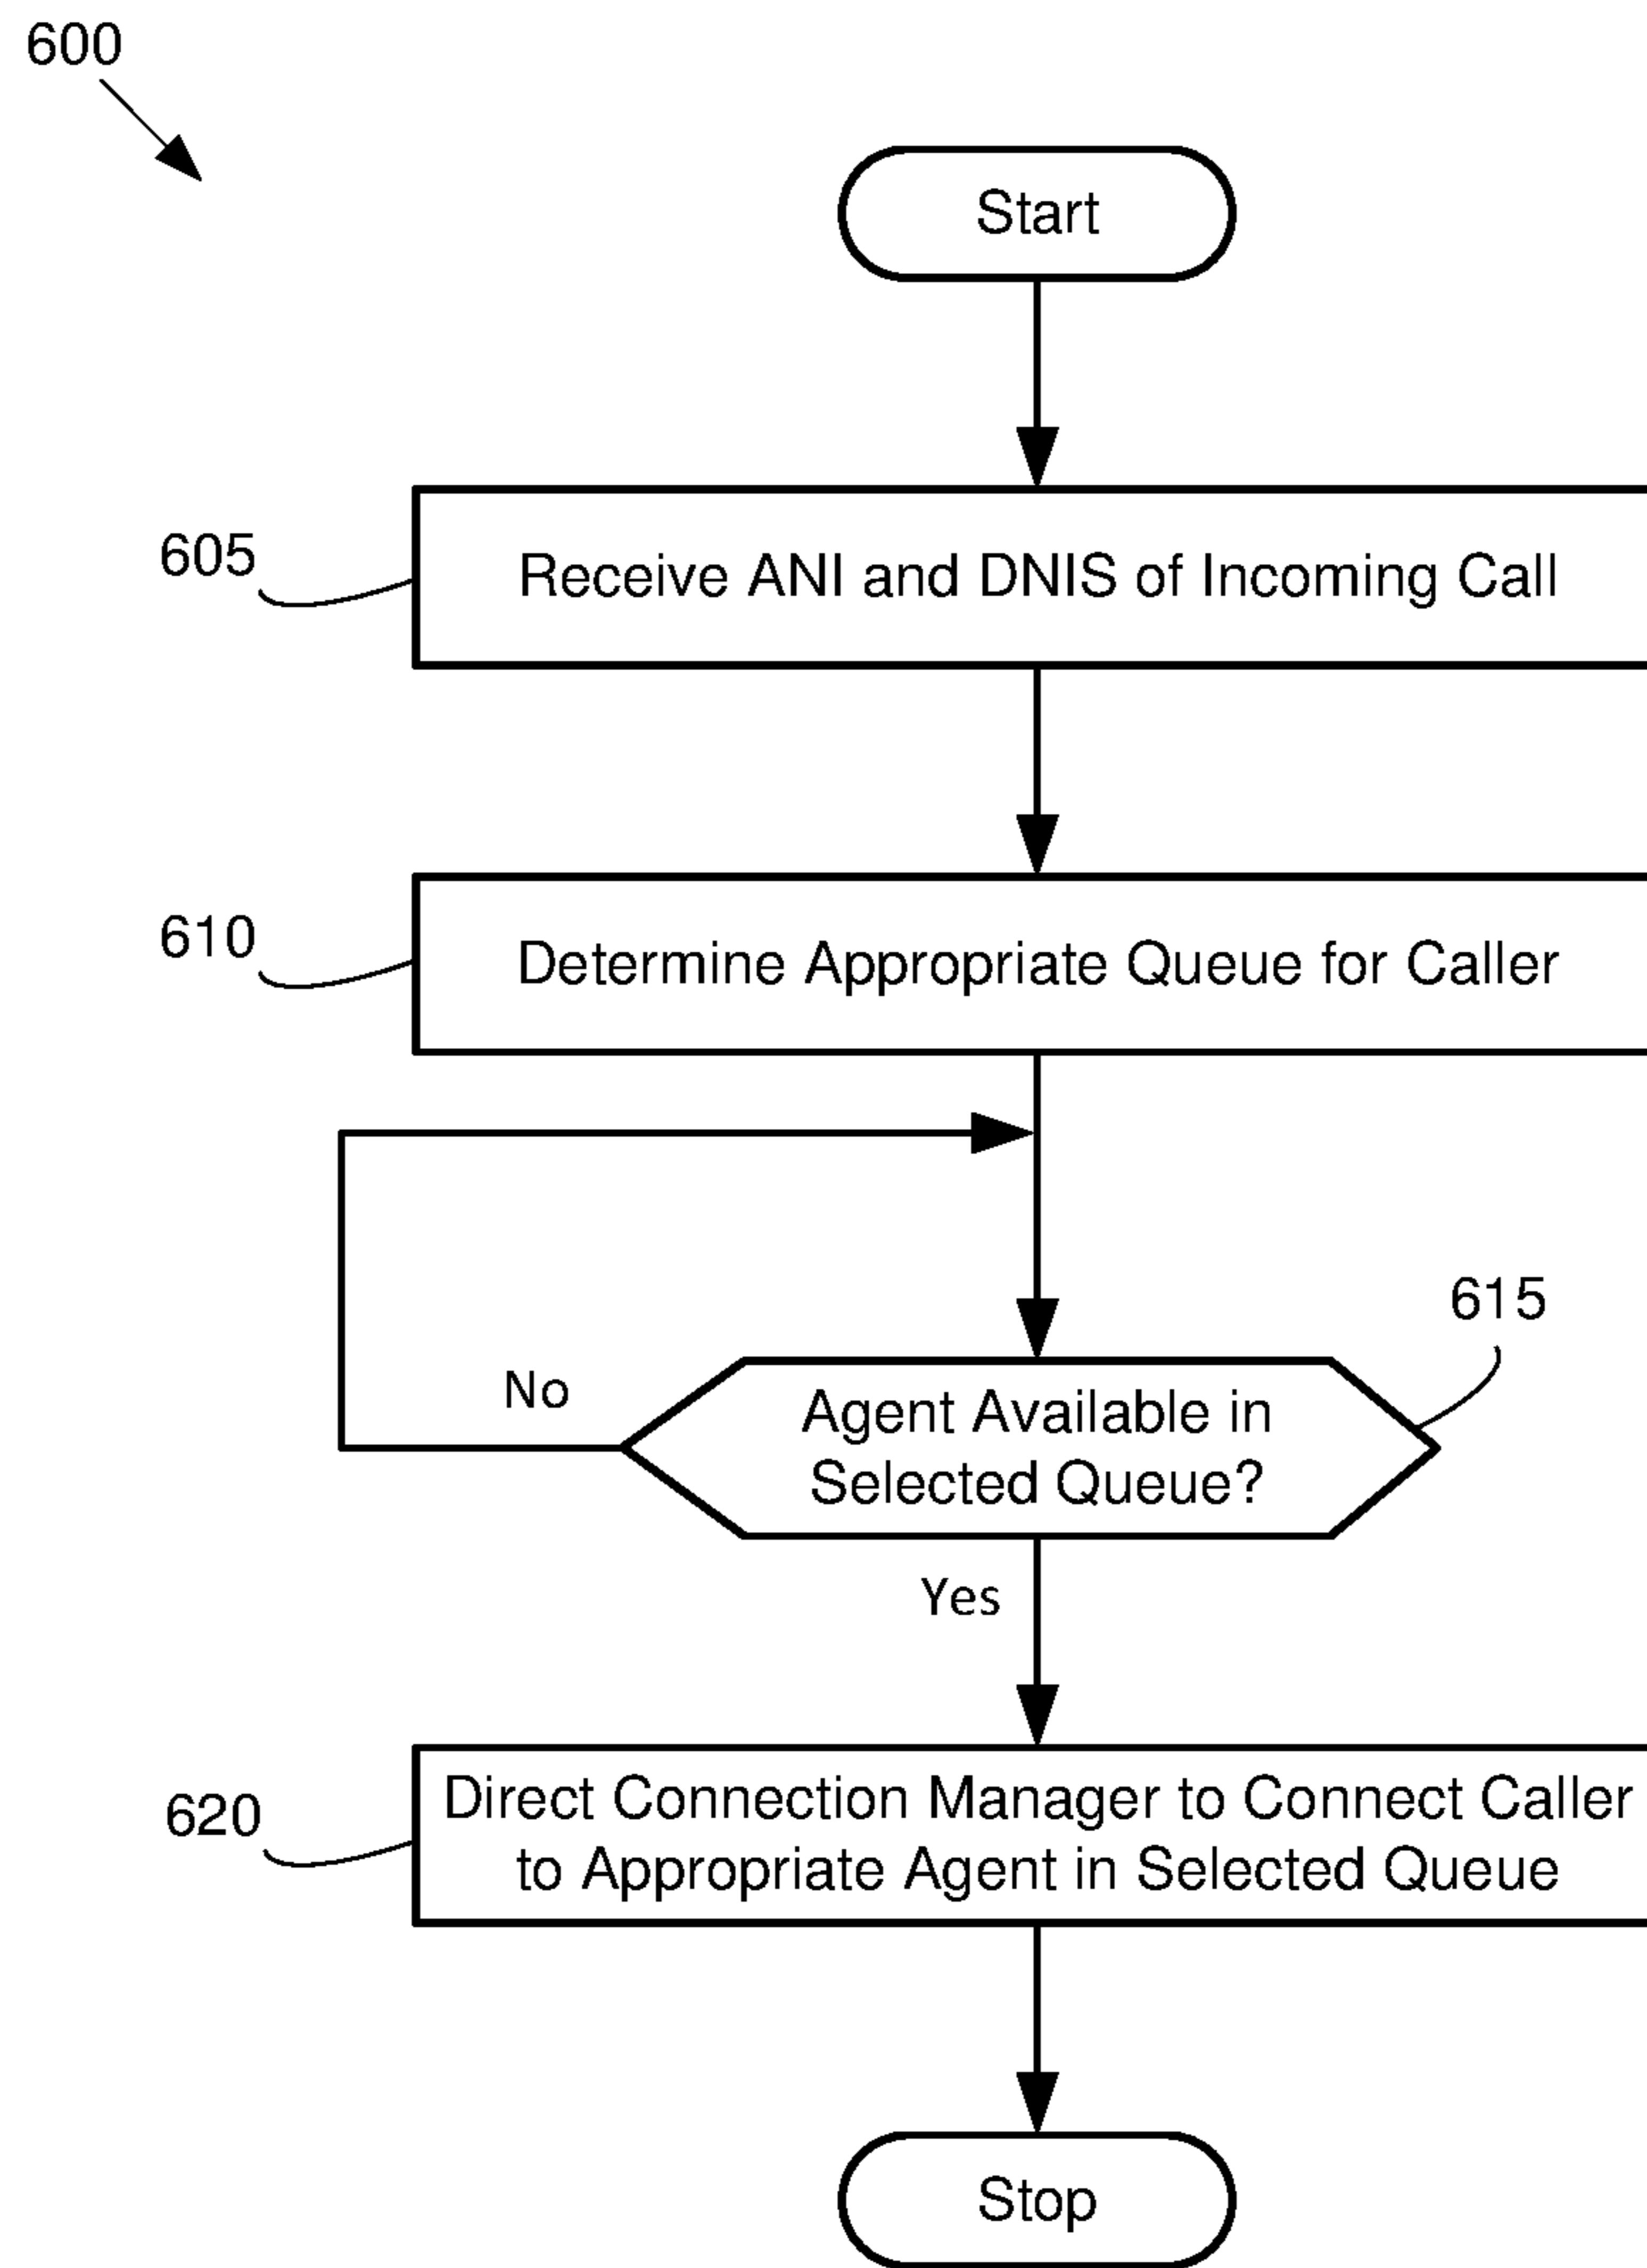 600
Start
605
Receive ANI and DNIS of Incoming Call
610
Determine Appropriate Queue for Caller
615
No
Agent Available in
Selected Queue?
Yes
620
Direct Connection Manager to Connect Caller
to Appropriate Agent in Selected Queue
Stop